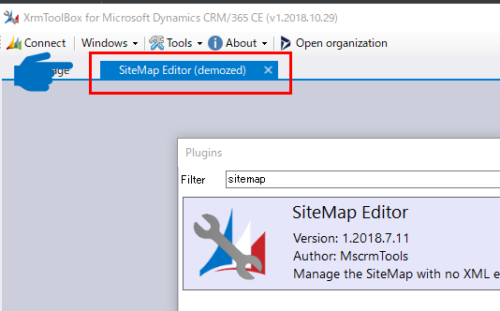 XrmToolBox for Microsoft Dynamics CRM/365 CE (v1.2018.10.29)
Connect Windows Tools About Open organization
SiteMap Editor (demozed)
Plugins
Filter sitemap
SiteMap Editor
Version: 1.2018.7.11
Author: MscrmTools
Manage the SiteMap with no XML e